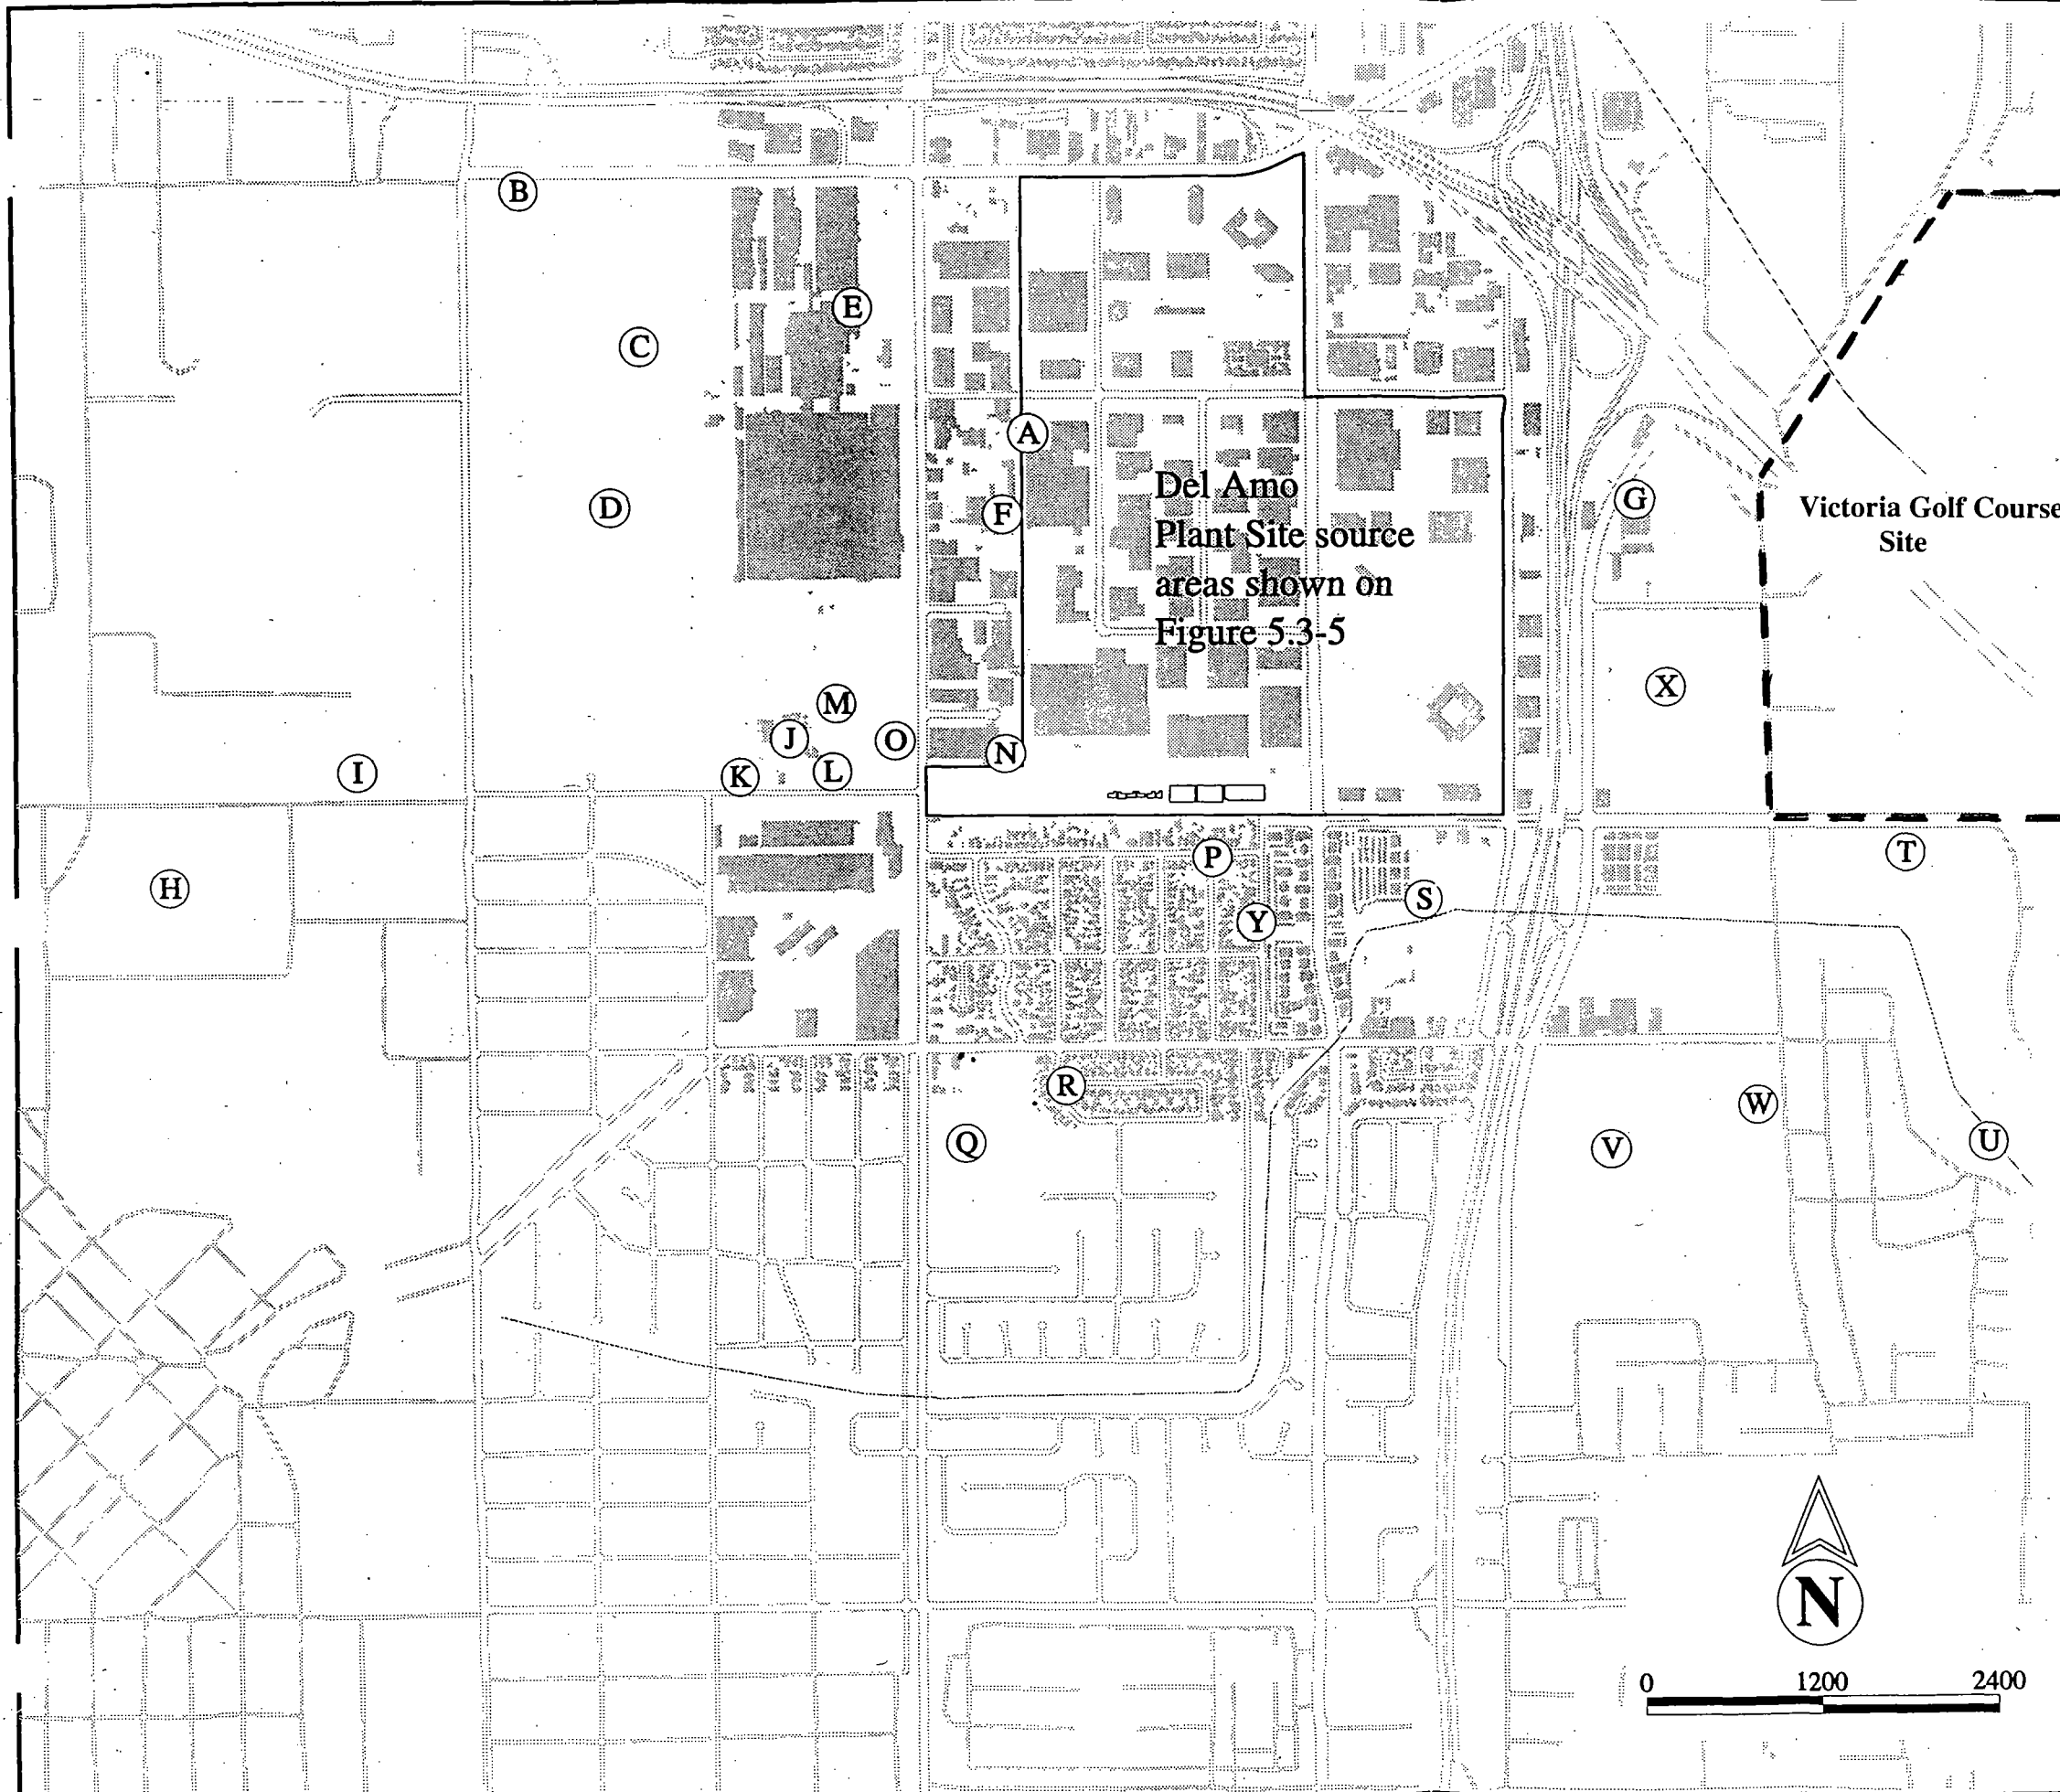 B
E
C
A
Del Amo
Plant Site source
areas shown on
Figure 5.3-5
D
F
G
Victoria Golf Course
Site
X
M
J
O
N
I
K
L
P
T
H
S
Y
R
W
Q
V
U
N
0 1200 2400